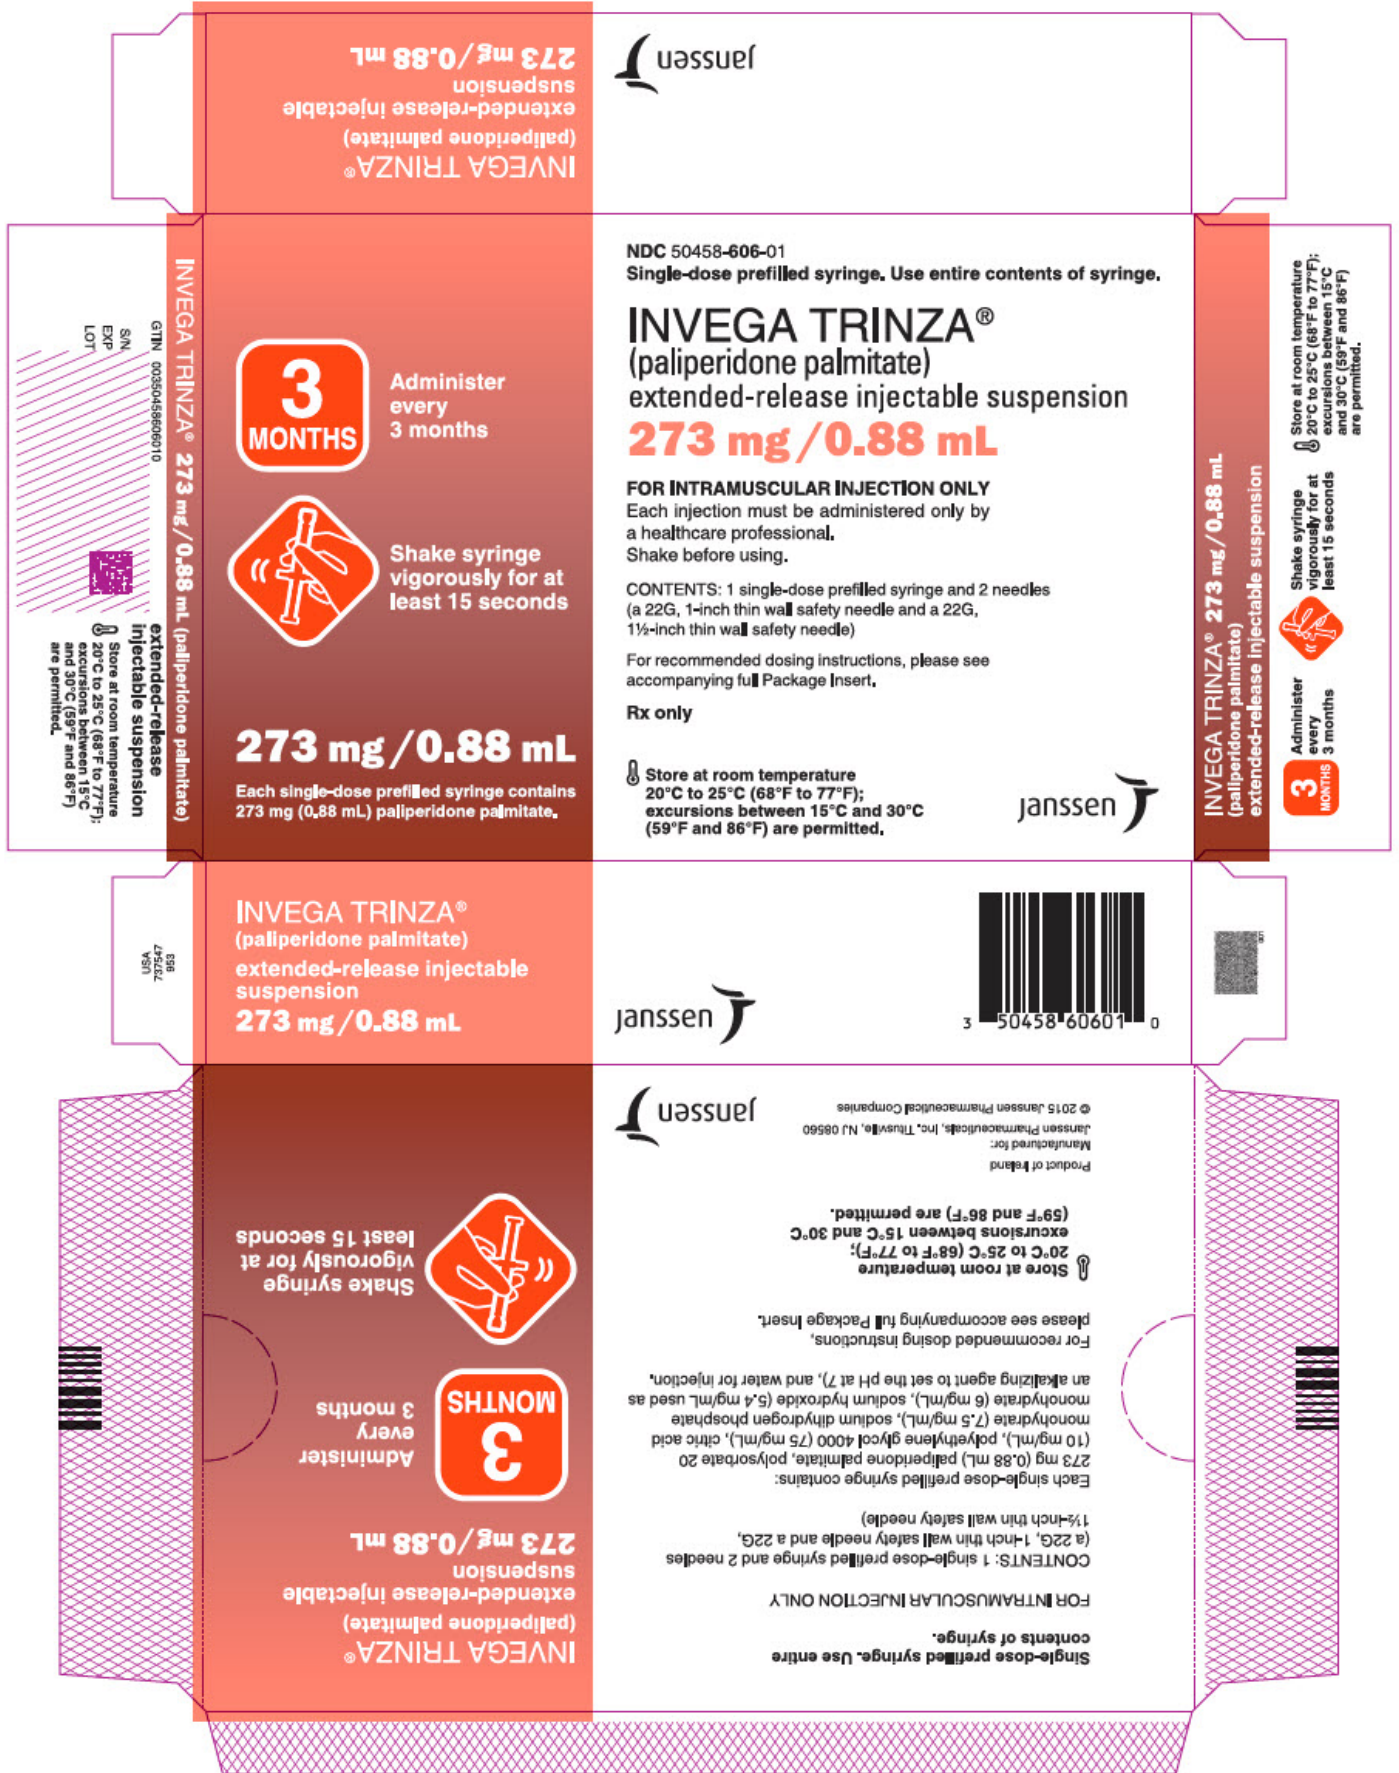 INVEGA TRINZA®
(paliperidone palmitate)
extended-release injectable
suspension
273 mg/0.88 mL
janssen
GTIN 00350458606010
S/N
EXP
LOT
extended-release
injectable suspension
Store at room temperature
20°C to 25°C (68°F to 77°F);
excursions between 15°C
and 30°C (59°F and 86°F)
are permitted.
INVEGA TRINZA® 273 mg/0.88 mL (paliperidone palmitate)
3
MONTHS
Administer
every
3 months
Shake syringe
vigorously for at
least 15 seconds
273 mg/0.88 mL
Each single-dose prefilled syringe contains
273 mg (0.88 mL) paliperidone palmitate.
NDC 50458-606-01
Single-dose prefilled syringe. Use entire contents of syringe.
INVEGA TRINZA®
(paliperidone palmitate)
extended-release injectable suspension
273 mg/0.88 mL
FOR INTRAMUSCULAR INJECTION ONLY
Each injection must be administered only by
a healthcare professional.
Shake before using.
CONTENTS: 1 single-dose prefilled syringe and 2 needles
(a 22G, 1-inch thin wall safety needle and a 22G,
1½-inch thin wall safety needle)
For recommended dosing instructions, please see
accompanying full Package Insert.
Rx only
Store at room temperature
20°C to 25°C (68°F to 77°F);
excursions between 15°C and 30°C
(59°F and 86°F) are permitted.
janssen
INVEGA TRINZA® 273 mg/0.88 mL
(paliperidone palmitate)
extended-release injectable suspension
3
MONTHS
Administer
every
3 months
Shake syringe
vigorously for at
least 15 seconds
Store at room temperature
20°C to 25°C (68°F to 77°F);
excursions between 15°C
and 30°C (59°F and 86°F)
are permitted.
953
737547
USA
INVEGA TRINZA®
(paliperidone palmitate)
extended-release injectable
suspension
273 mg/0.88 mL
janssen
3 50458 60601 0
001
INVEGA TRINZA®
(paliperidone palmitate)
extended-release injectable
suspension
273 mg/0.88 mL
3
MONTHS
Administer
every
3 months
Shake syringe
vigorously for at
least 15 seconds
Single-dose prefilled syringe. Use entire
contents of syringe.
FOR INTRAMUSCULAR INJECTION ONLY
CONTENTS: 1 single-dose prefilled syringe and 2 needles
(a 22G, 1-inch thin wall safety needle and a 22G,
1½-inch thin wall safety needle)
Each single-dose prefilled syringe contains:
273 mg (0.88 mL) paliperidone palmitate, polysorbate 20
(10 mg/mL), polyethylene glycol 4000 (75 mg/mL), citric acid
monohydrate (7.5 mg/mL), sodium dihydrogen phosphate
monohydrate (6 mg/mL), sodium hydroxide (5.4 mg/mL used as
an alkalizing agent to set the pH at 7), and water for injection.
For recommended dosing instructions,
please see accompanying full Package Insert.
Store at room temperature
20°C to 25°C (68°F to 77°F);
excursions between 15°C and 30°C
(59°F and 86°F) are permitted.
Product of Ireland
Manufactured for:
Janssen Pharmaceuticals, Inc. Titusville, NJ 08560
© 2015 Janssen Pharmaceutical Companies
janssen